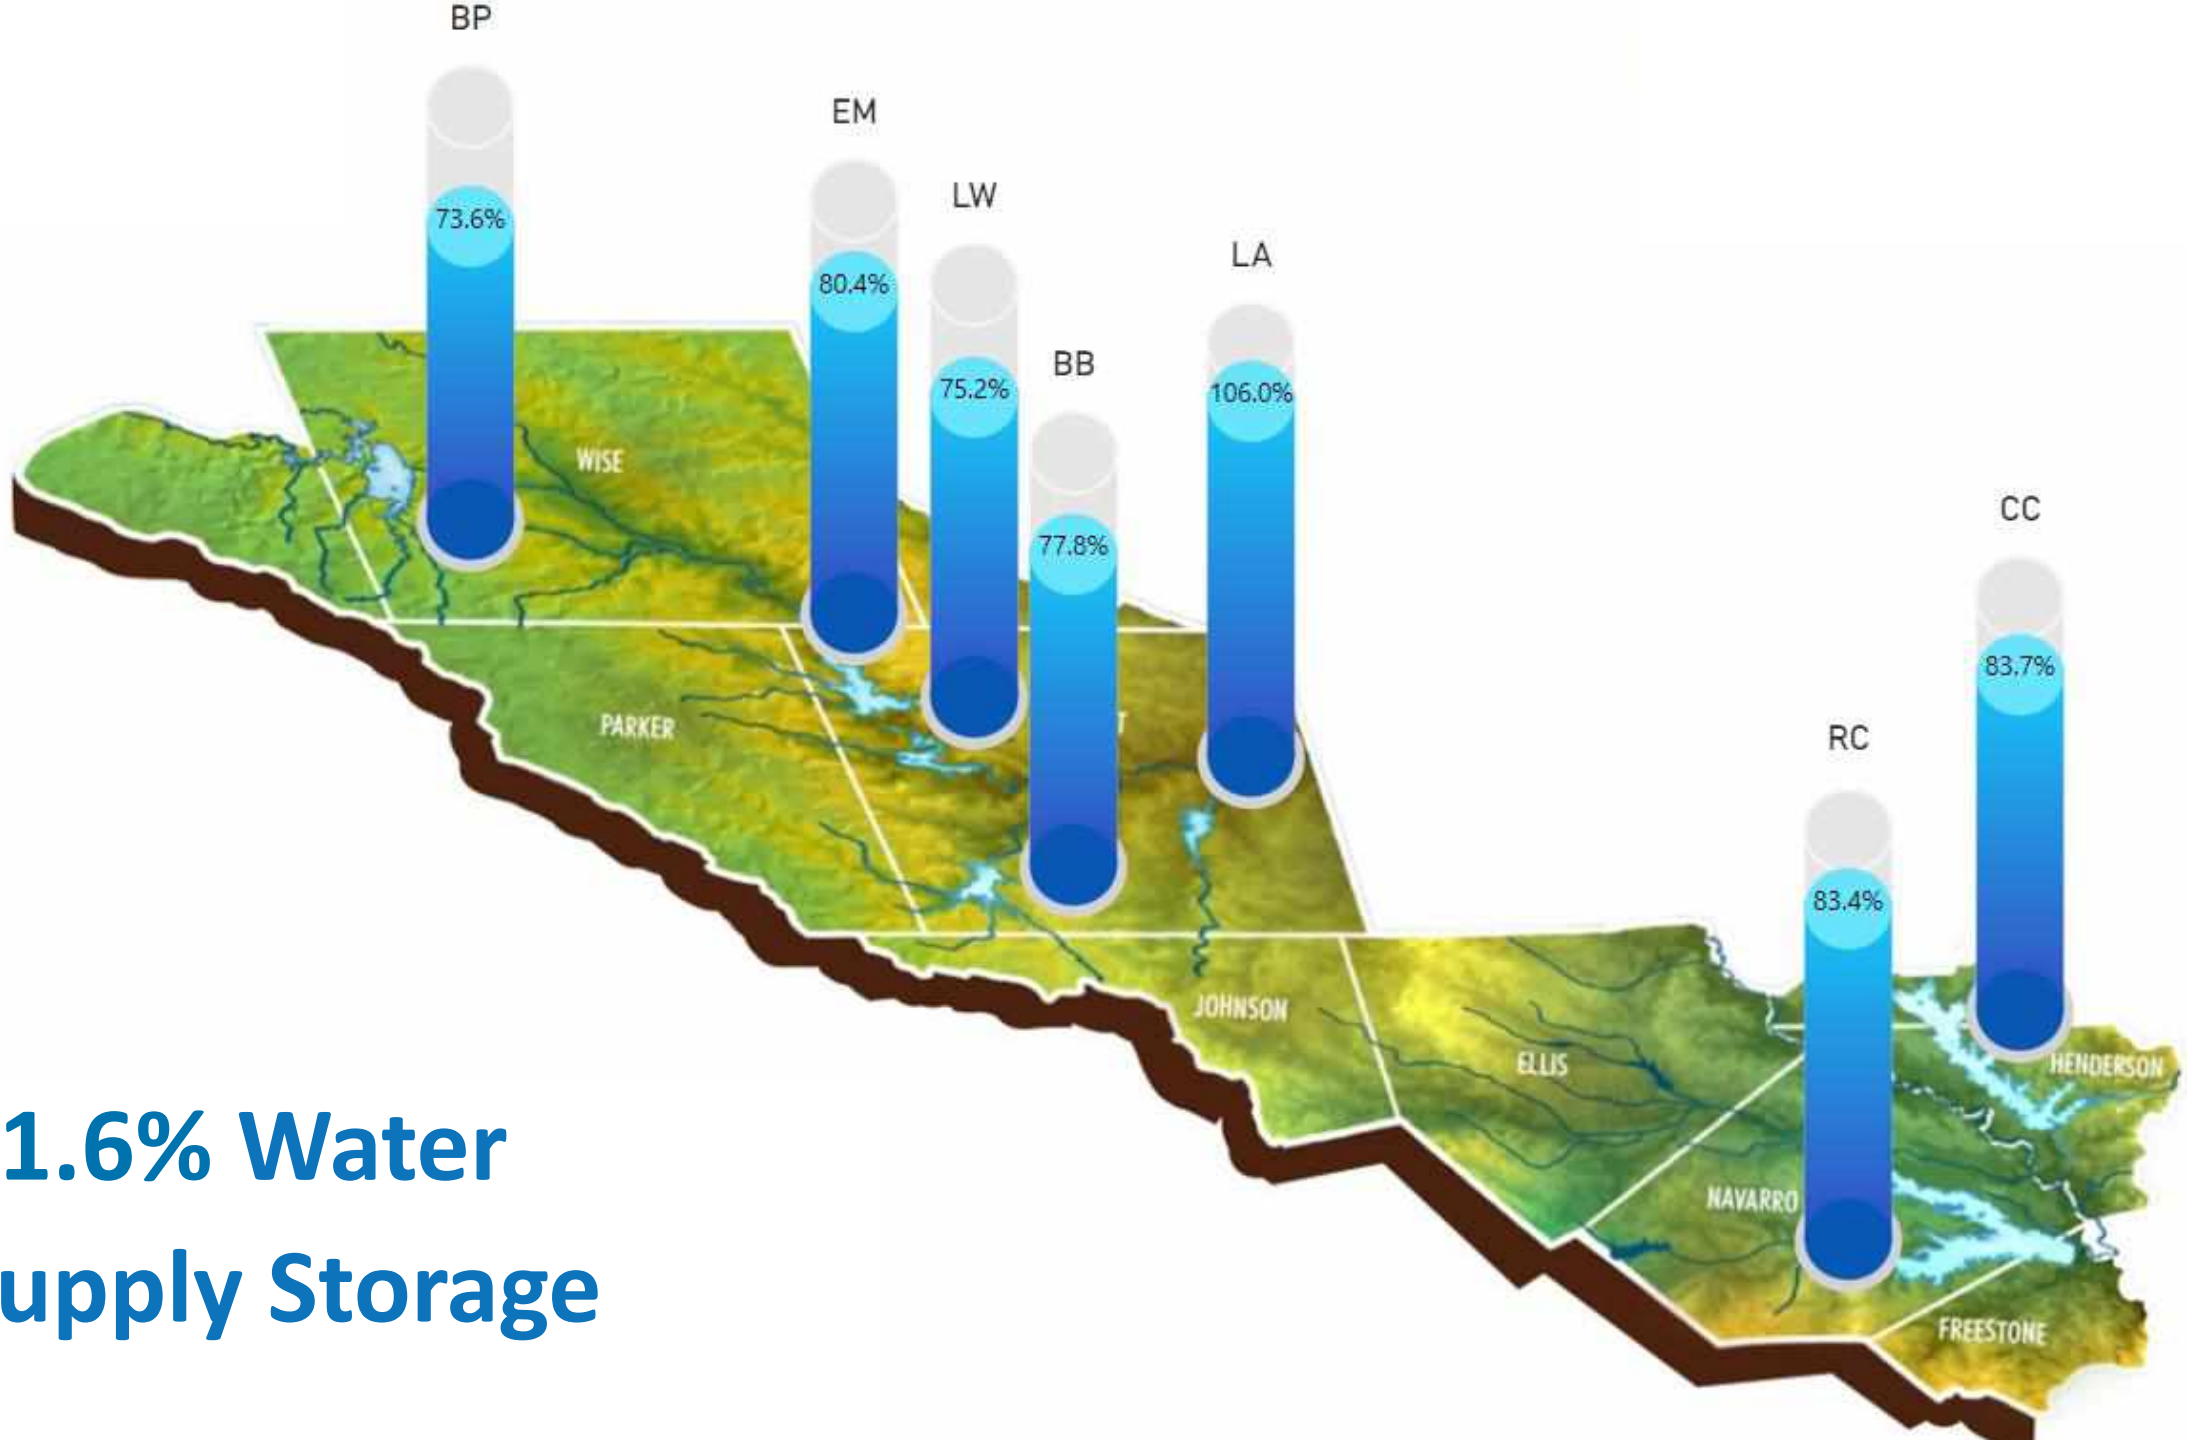 BP
EM
LW
LA
BB
CC
RC
73.6%
80.4%
75.2%
106.0%
77.8%
83.7%
83.4%
WISE
PARKER
T
JOHNSON
ELLIS
HENDERSON
NAVARRO
FREESTONE
1.6% Water
upply Storage